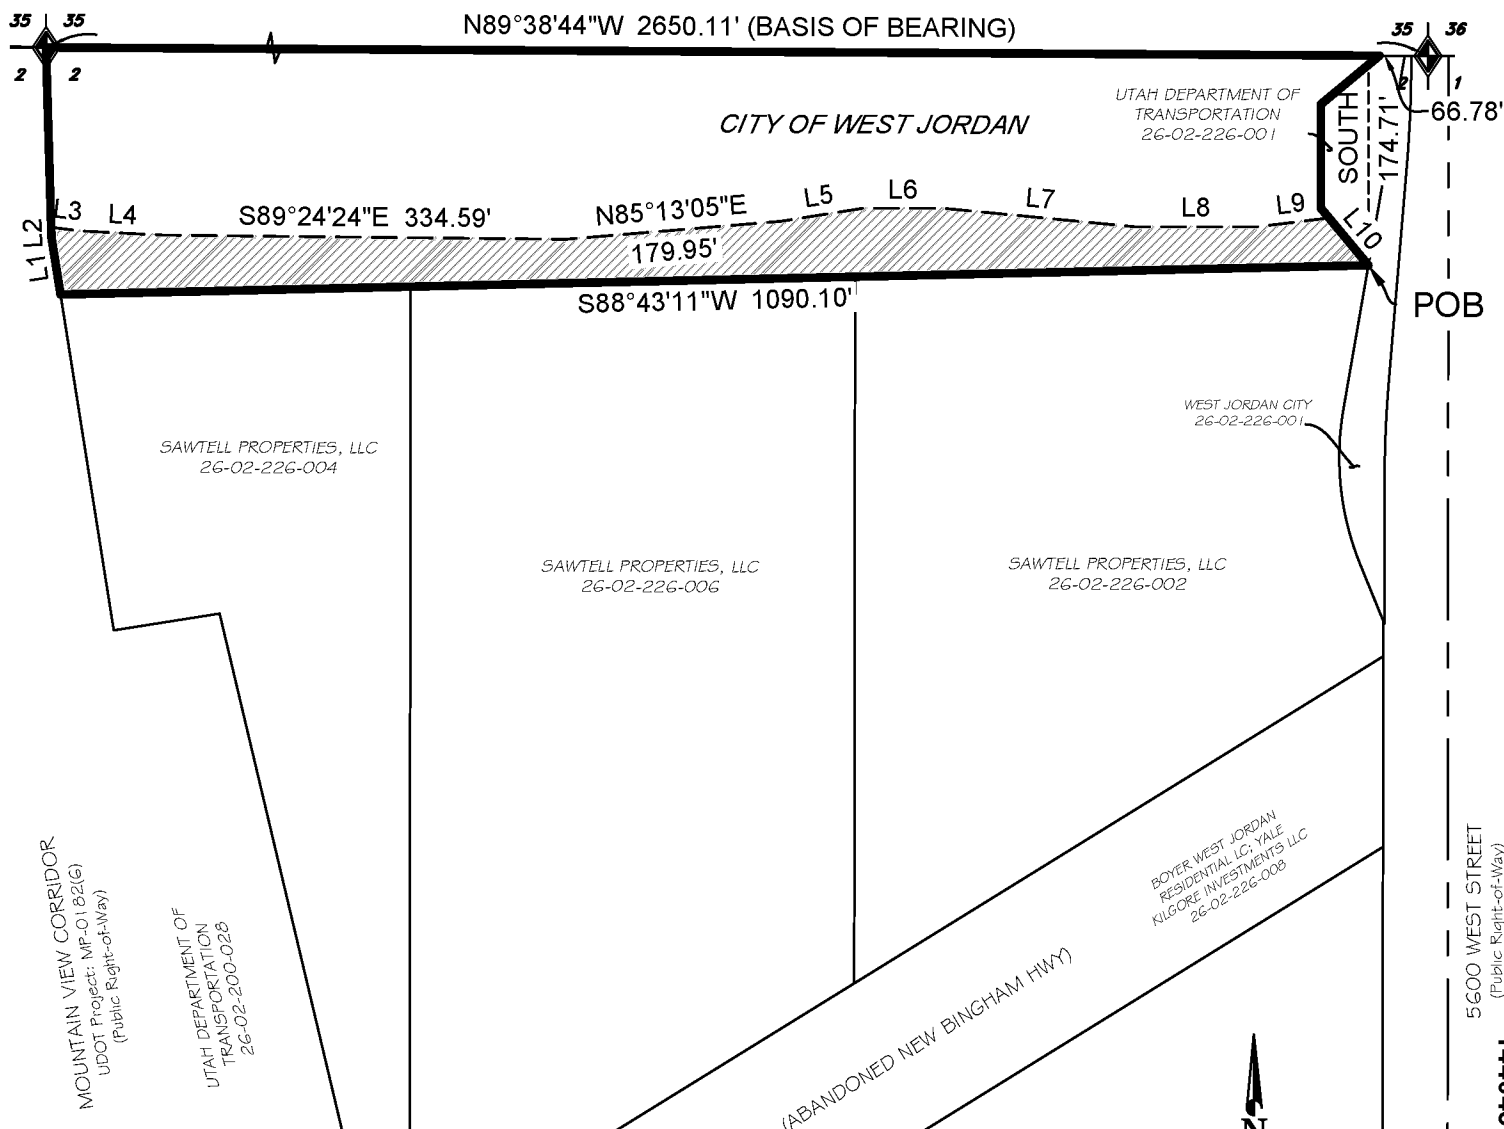 35 35
N89°38'44"W 2650.11' (BASIS OF BEARING)
35 36
2 2
2 1
UTAH DEPARTMENT OF
TRANSPORTATION
26-02-226-001
66.78'
CITY OF WEST JORDAN
SOUTH
174.71'
L3 L4
S89°24'24"E 334.59'
N85°13'05"E
179.95'
L5
L6
L7
L8
L9
L10
L1 L2
S88°43'11"W 1090.10'
POB
WEST JORDAN CITY
26-02-226-001
SAWTELL PROPERTIES, LLC
26-02-226-004
SAWTELL PROPERTIES, LLC
26-02-226-006
SAWTELL PROPERTIES, LLC
26-02-226-002
BOYER WEST JORDAN
RESIDENTIAL LC; YALE
KILGORE INVESTMENTS LLC
26-02-226-008
MOUNTAIN VIEW CORRIDOR
UDOT Project: MP-0182(6)
(Public Right-of-Way)
UTAH DEPARTMENT OF
TRANSPORTATION
26-02-200-028
(ABANDONED NEW BINGHAM HWY)
5600 WEST STREET
(Public Right-of-Way)
N